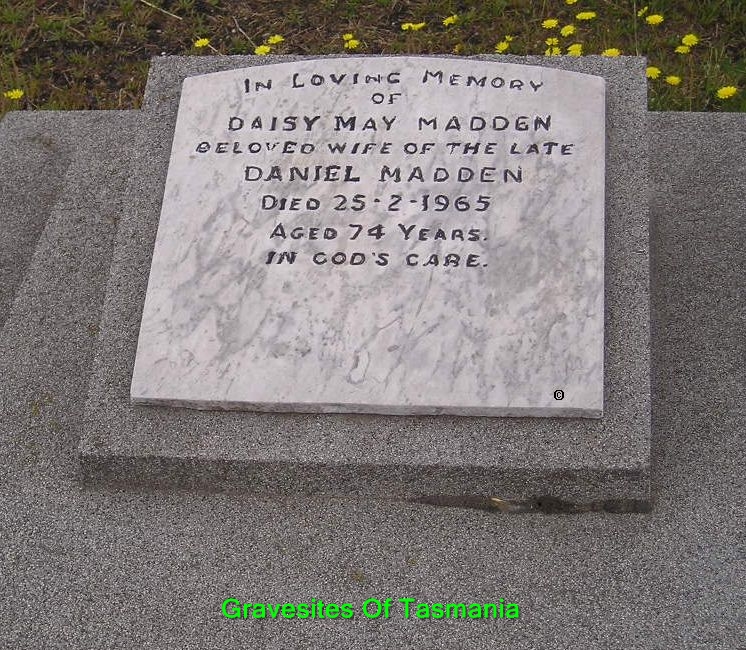 IN LOVING MEMORY
OF
DAISY MAY MADDEN
BELOVED WIFE OF THE LATE
DANIEL MADDEN
DIED 25-2-1965
AGED 74 YEARS.
IN GOD'S CARE.
©
Gravesites Of Tasmania